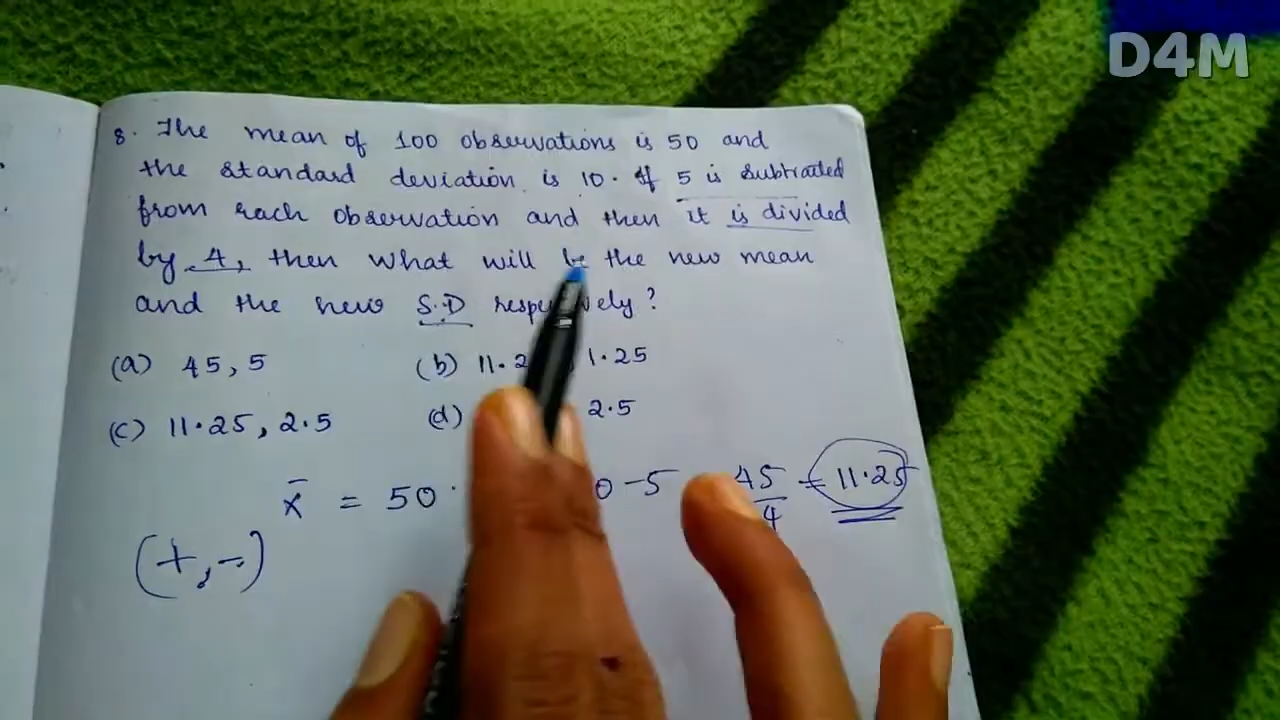 D4M
8. The mean of 100 observations is 50 and
the standard deviation is 10. If 5 is subtracted
from each observation and then it is divided
by 4, then what will be the new mean
and the new S.D respectively?
(a) 45, 5 (b) 11.2 1.25
(c) 11.25, 2.5 (d) 2.5
x̄ = 50 0 -5 45/4 = 11.25
(+, -)